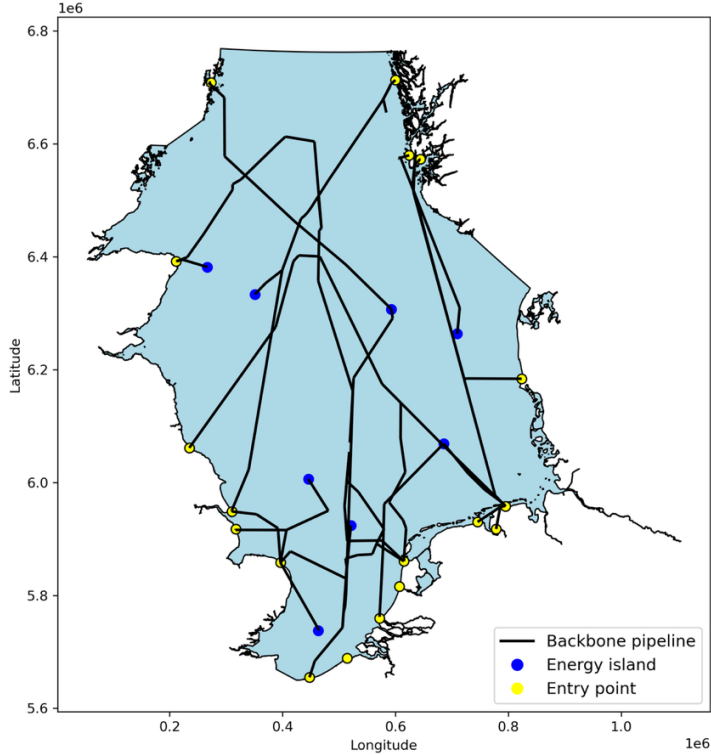 1e6
6.8
6.6
6.4
6.2
6.0
5.8
5.6
Latitude
0.2 0.4 0.6 0.8 1.0
1e6
Longitude
Backbone pipeline
Energy island
Entry point